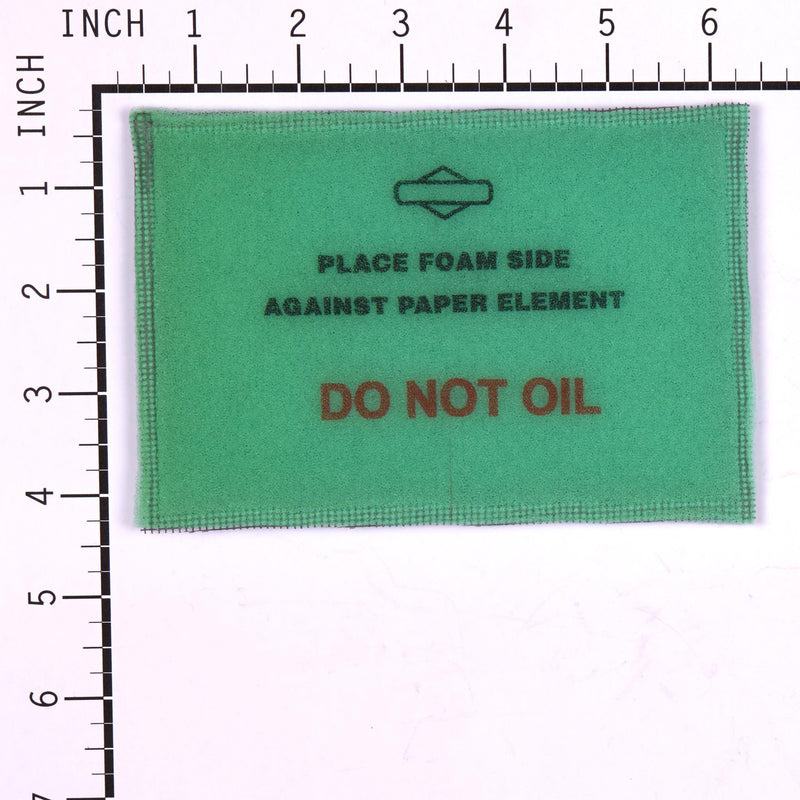 INCH 1 2 3 4 5 6
INCH
1
2
3
4
5
6
7
PLACE FOAM SIDE
AGAINST PAPER ELEMENT
DO NOT OIL